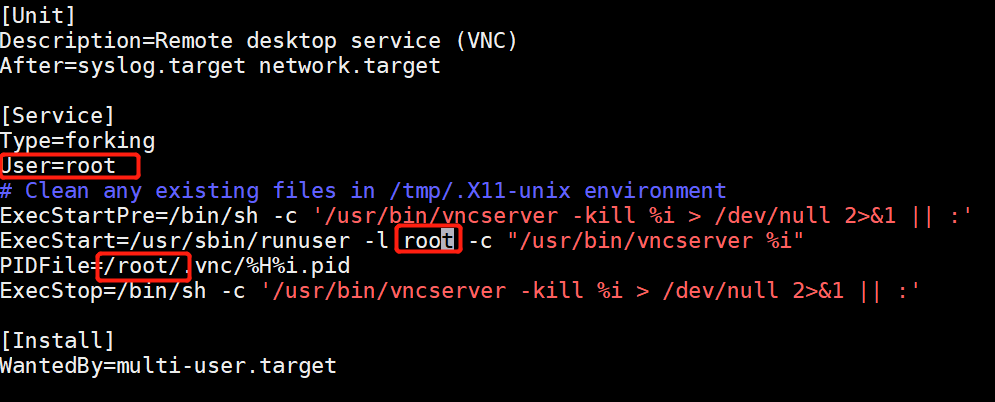 [Unit]
Description=Remote desktop service (VNC)
After=syslog.target network.target
[Service]
Type=forking
User=root
# Clean any existing files in /tmp/.X11-unix environment
ExecStartPre=/bin/sh -c '/usr/bin/vncserver -kill %i > /dev/null 2>&1 || :'
ExecStart=/usr/sbin/runuser -l root -c "/usr/bin/vncserver %i"
PIDFile=/root/.vnc/%H%i.pid
ExecStop=/bin/sh -c '/usr/bin/vncserver -kill %i > /dev/null 2>&1 || :'
[Install]
WantedBy=multi-user.target